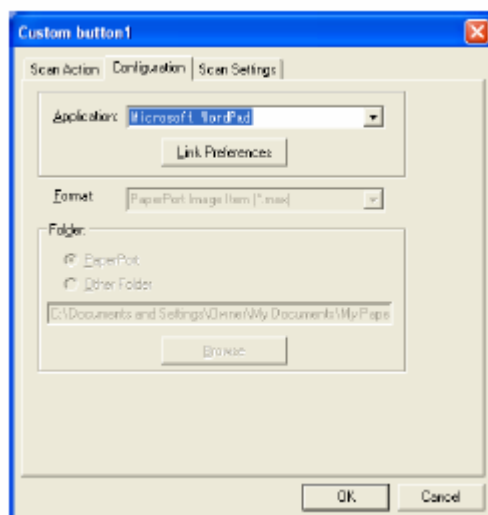 Custom button1
Scan Action Configuration Scan Settings
Application: Microsoft WordPad
Link Preferences
Format PaperPort Image Item (*.max)
Folder:
PaperPort
Other Folder
C:\Documents and Settings\Owner\My Documents\My Pape
Browse
OK Cancel